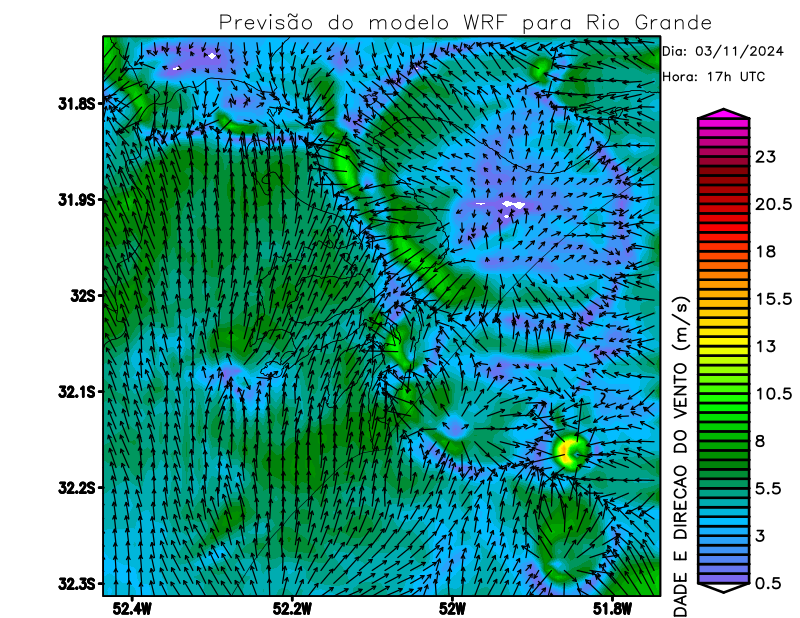 Previsão do modelo WRF para Rio Grande
Dia: 03/11/2024
Hora: 17h UTC
31.8S
31.9S
32S
32.1S
32.2S
32.3S
52.4W
52.2W
52W
51.8W
DADE E DIRECAO DO VENTO (m/s)
23
20.5
18
15.5
13
10.5
8
5.5
3
0.5